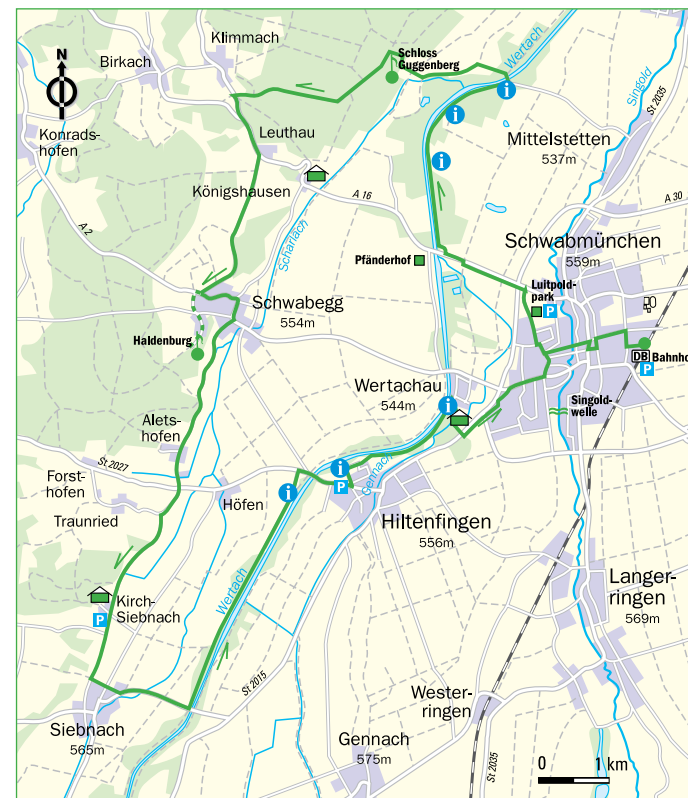 N
Klimmach
Birkach
Schloss
Guggenberg
Wertach
Singold
St 2035
Konrads-
hofen
Leuthau
Mittelstetten
537m
Königshausen
A 16
A 30
A 2
Scharlach
Schwabmünchen
559m
Pfänderhof
Luitpold-
park
P
Schwabegg
554m
Haldenburg
DB Bahnho
P
Wertachau
544m
Singold-
welle
Alets-
hofen
St 2027
Forst-
hofen
Traunried
Höfen
i
i
i
i
i
i
P
Gennach
Hiltenfingen
556m
Kirch-
Siebnach
P
Wertach
Langer-
ringen
569m
St 2015
Wester-
ringen
Siebnach
565m
Gennach
575m
St 2035
0 1 km